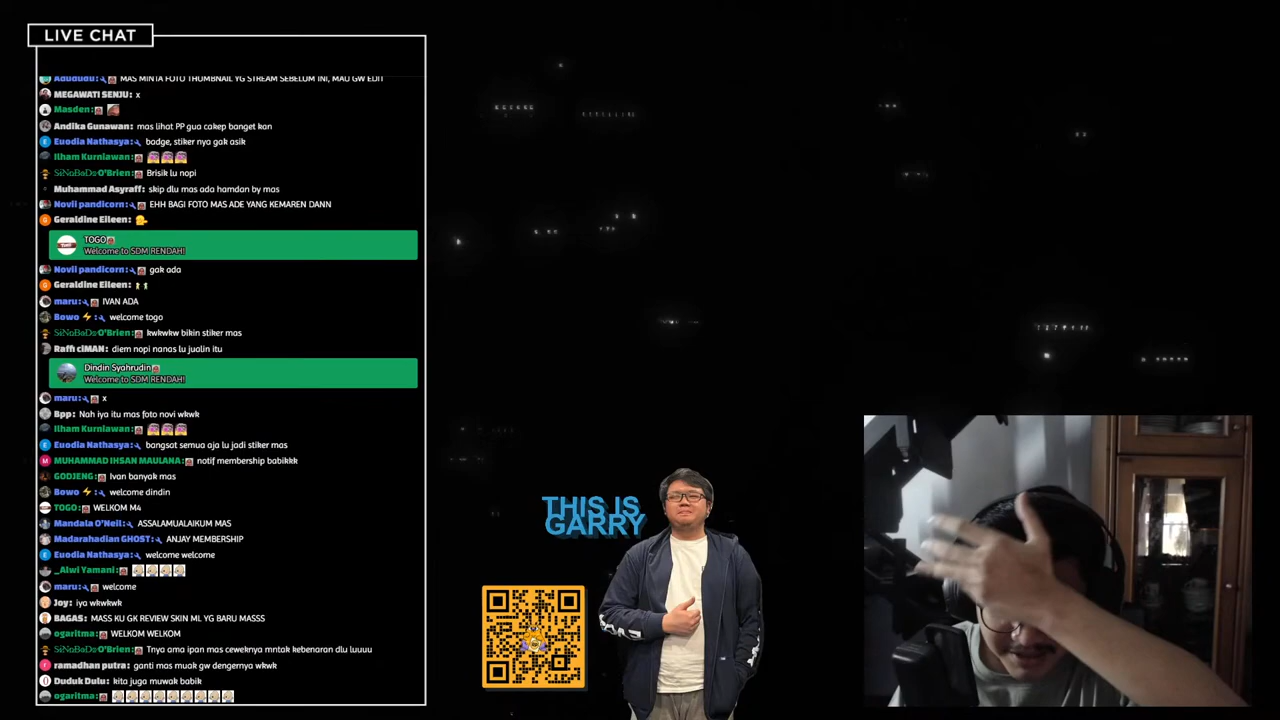 LIVE CHAT
Adududu: MAS MINTA FOTO THUMBNAIL YG STREAM SEBELUM INI, MAU GW EDIT
MEGAWATI SENJU: x
Masden:
Andika Gunawan: mas lihat PP gua cakep banget kan
Euodia Nathasya: badge, stiker nya gak asik
Ilham Kurniawan:
SiNoBaDz O'Brien: Brisik lu nopi
Muhammad Asyraff: skip dlu mas ada hamdan by mas
Novii pandicorn: EHH BAGI FOTO MAS ADE YANG KEMAREN DANN
Geraldine Eileen:
TOGO
Welcome to SDM RENDAH!
Novii pandicorn: gak ada
Geraldine Eileen:
maru: IVAN ADA
Bowo ⚡: welcome togo
SiNoBaDz O'Brien: kwkwkw bikin stiker mas
Raffi ciMAN: diem nopi nanas lu jualin itu
Dindin Syahrudin
Welcome to SDM RENDAH!
maru: x
Bpp: Nah iya itu mas foto novi wkwk
Ilham Kurniawan:
Euodia Nathasya: bangsat semua aja lu jadi stiker mas
MUHAMMAD IHSAN MAULANA: notif membership babikkk
GODJENG: Ivan banyak mas
Bowo ⚡: welcome dindin
TOGO: WELKOM M4
Mandala O'Neil: ASSALAMUALAIKUM MAS
Madarahadian GHOST: ANJAY MEMBERSHIP
Euodia Nathasya: welcome welcome
_Alwi Yamani:
maru: welcome
Joy: iya wkwkwk
BAGAS: MASS KU GK REVIEW SKIN ML YG BARU MASSS
ogaritma: WELKOM WELKOM
SiNoBaDz O'Brien: Tnya ama ipan mas ceweknya mntak kebenaran dlu luuuu
ramadhan putra: ganti mas muak gw dengernya wkwk
Duduk Dulu: kita juga muwak babik
ogaritma:
THIS IS
GARRY